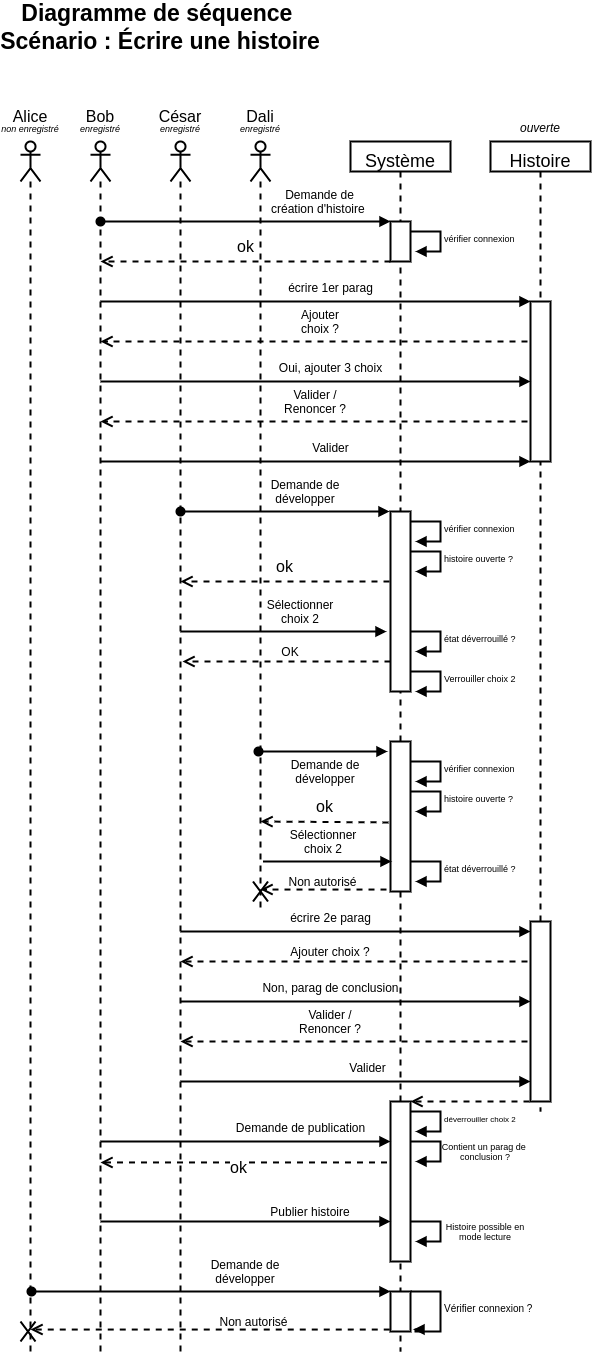 Diagramme de séquence
Scénario : Écrire une histoire
Alice
non enregistré
Bob
enregistré
César
enregistré
Dali
enregistré
Système
ouverte
Histoire
Demande de
création d'histoire
vérifier connexion
ok
écrire 1er parag
Ajouter
choix ?
Oui, ajouter 3 choix
Valider /
Renoncer ?
Valider
Demande de
développer
vérifier connexion
histoire ouverte ?
ok
Sélectionner
choix 2
état déverrouillé ?
OK
Verrouiller choix 2
Demande de
développer
vérifier connexion
histoire ouverte ?
ok
Sélectionner
choix 2
état déverrouillé ?
Non autorisé
écrire 2e parag
Ajouter choix ?
Non, parag de conclusion
Valider /
Renoncer ?
Valider
déverrouiller choix 2
Demande de publication
Contient un parag de
conclusion ?
ok
Publier histoire
Histoire possible en
mode lecture
Demande de
développer
Vérifier connexion ?
Non autorisé